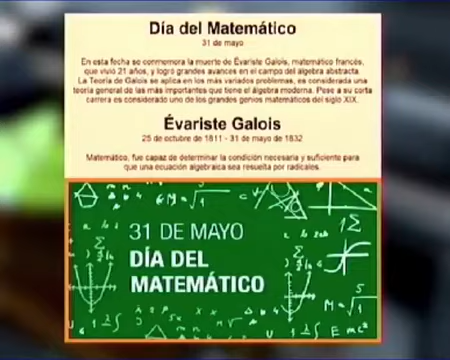 Día del Matemático
31 de mayo
En esta fecha se conmemora la muerte de Évariste Galois, matemático francés,
que vivió 21 años, y logró grandes avances en el campo del álgebra abstracta.
La Teoría de Galois se aplica en los más variados problemas, es considerada una
teoría general de las más importantes que tiene el álgebra moderna. Pese a su corta
carrera es considerado uno de los grandes genios matemáticos del siglo XIX.
Évariste Galois
25 de octubre de 1811 - 31 de mayo de 1832
Matemático, fue capaz de determinar la condición necesaria y suficiente para
que una ecuación algebraica sea resuelta por radicales.
31 DE MAYO
DÍA DEL
MATEMÁTICO